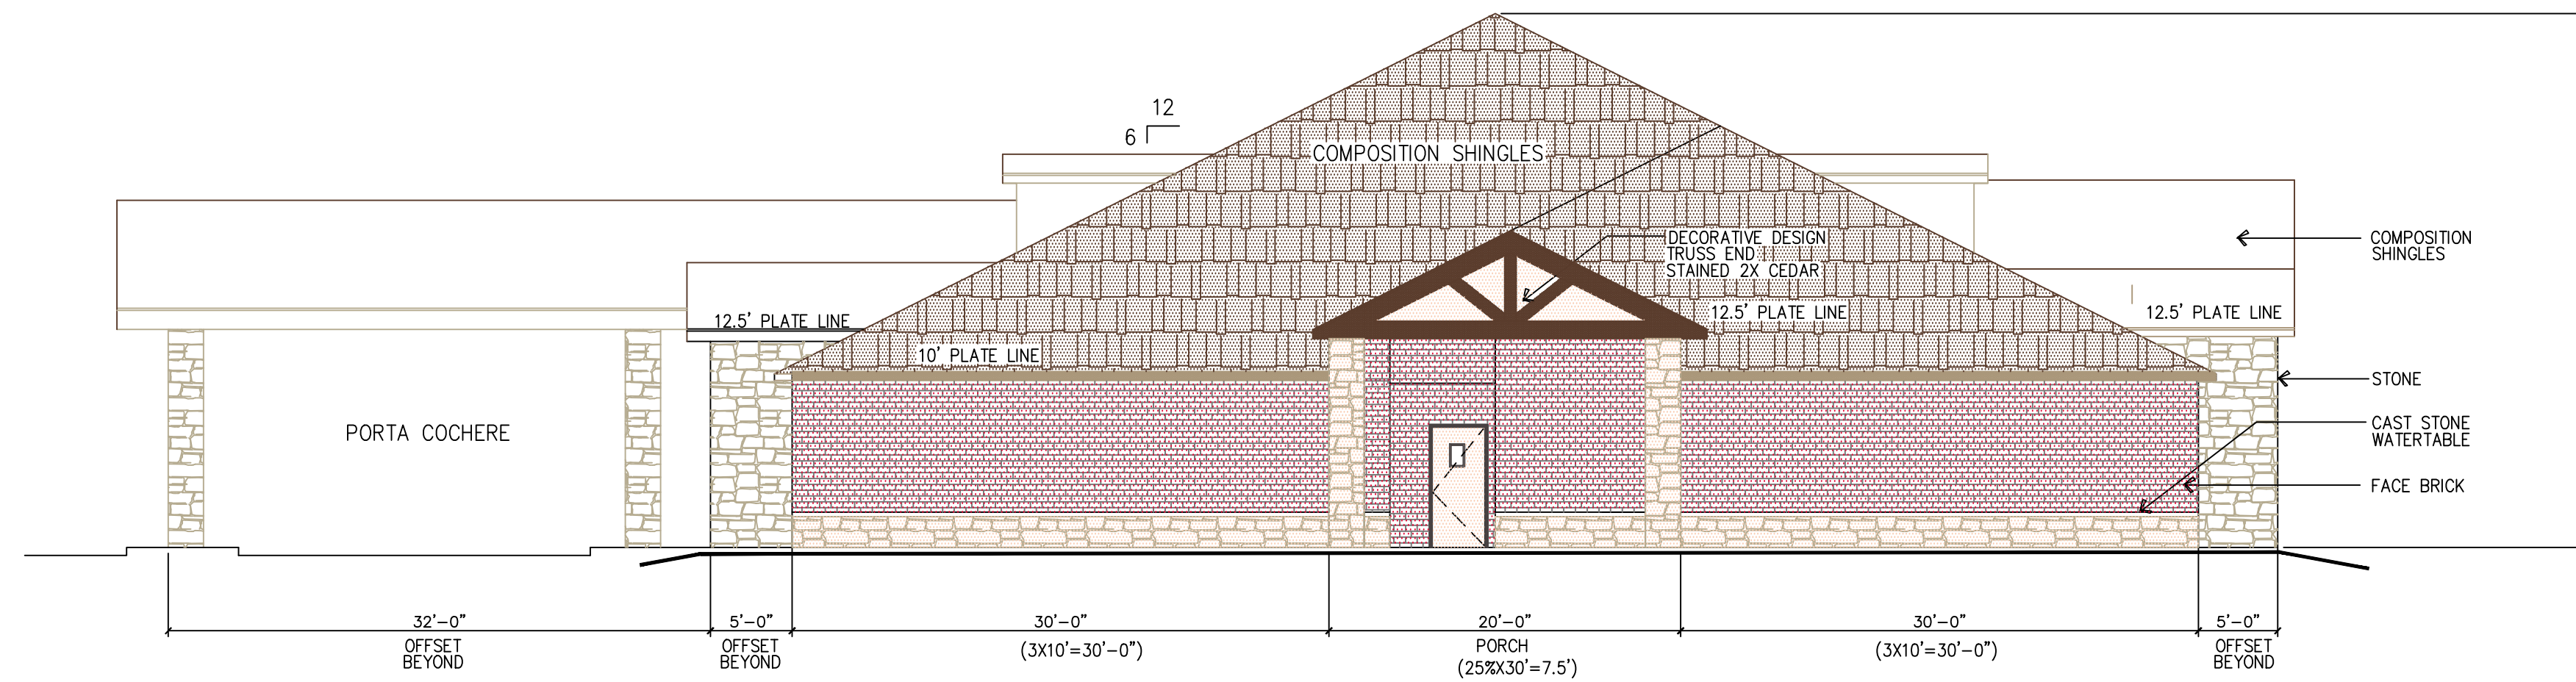 12
6
COMPOSITION SHINGLES
DECORATIVE DESIGN
TRUSS END
STAINED 2X CEDAR
COMPOSITION
SHINGLES
12.5' PLATE LINE
12.5' PLATE LINE
12.5' PLATE LINE
10' PLATE LINE
STONE
CAST STONE
WATERTABLE
PORTA COCHERE
FACE BRICK
32'-0"
OFFSET
BEYOND
5'-0"
OFFSET
BEYOND
30'-0"
(3X10'=30'-0")
20'-0"
PORCH
(25%X30'=7.5')
30'-0"
(3X10'=30'-0")
5'-0"
OFFSET
BEYOND